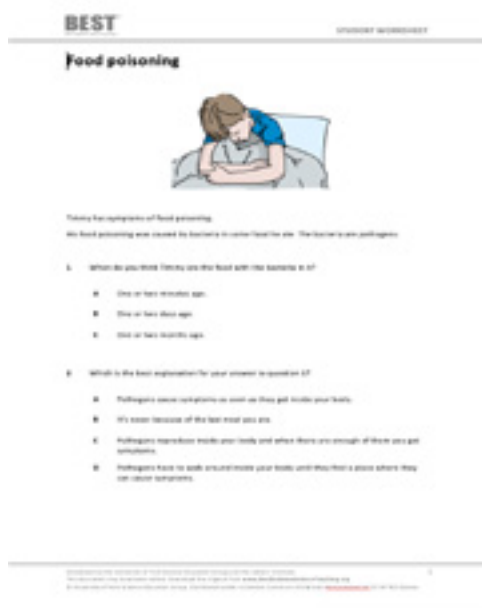 BEST
STUDENT WORKSHEET
Food poisoning
Timmy has symptoms of food poisoning.
His food poisoning was caused by bacteria in some food he ate. The bacteria are pathogens.
1. When do you think Timmy ate the food with the bacteria in it?
A One or two minutes ago.
B One or two days ago.
C One or two months ago.
2. Which is the best explanation for your answer to question 1?
A Pathogens cause symptoms as soon as they get inside your body.
B It's never because of the last meal you ate.
C Pathogens reproduce inside your body and when there are enough of them you get
symptoms.
D Pathogens have to walk around inside your body until they find a place where they
can cause symptoms.